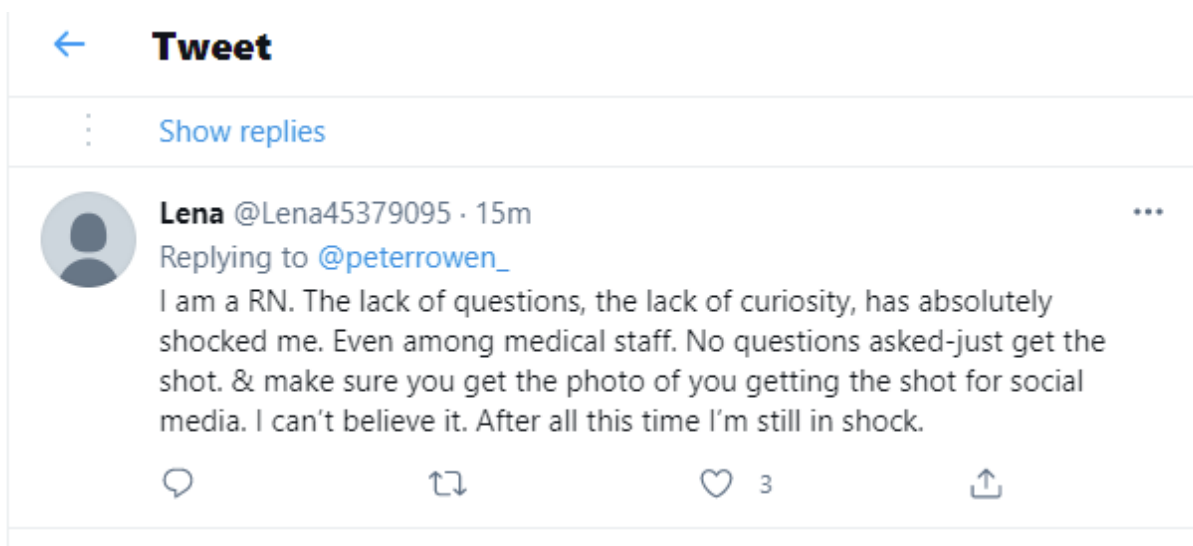 Tweet
Show replies
Lena @Lena45379095 · 15m
Replying to @peterrowen_
I am a RN. The lack of questions, the lack of curiosity, has absolutely
shocked me. Even among medical staff. No questions asked-just get the
shot. & make sure you get the photo of you getting the shot for social
media. I can't believe it. After all this time I'm still in shock.
3